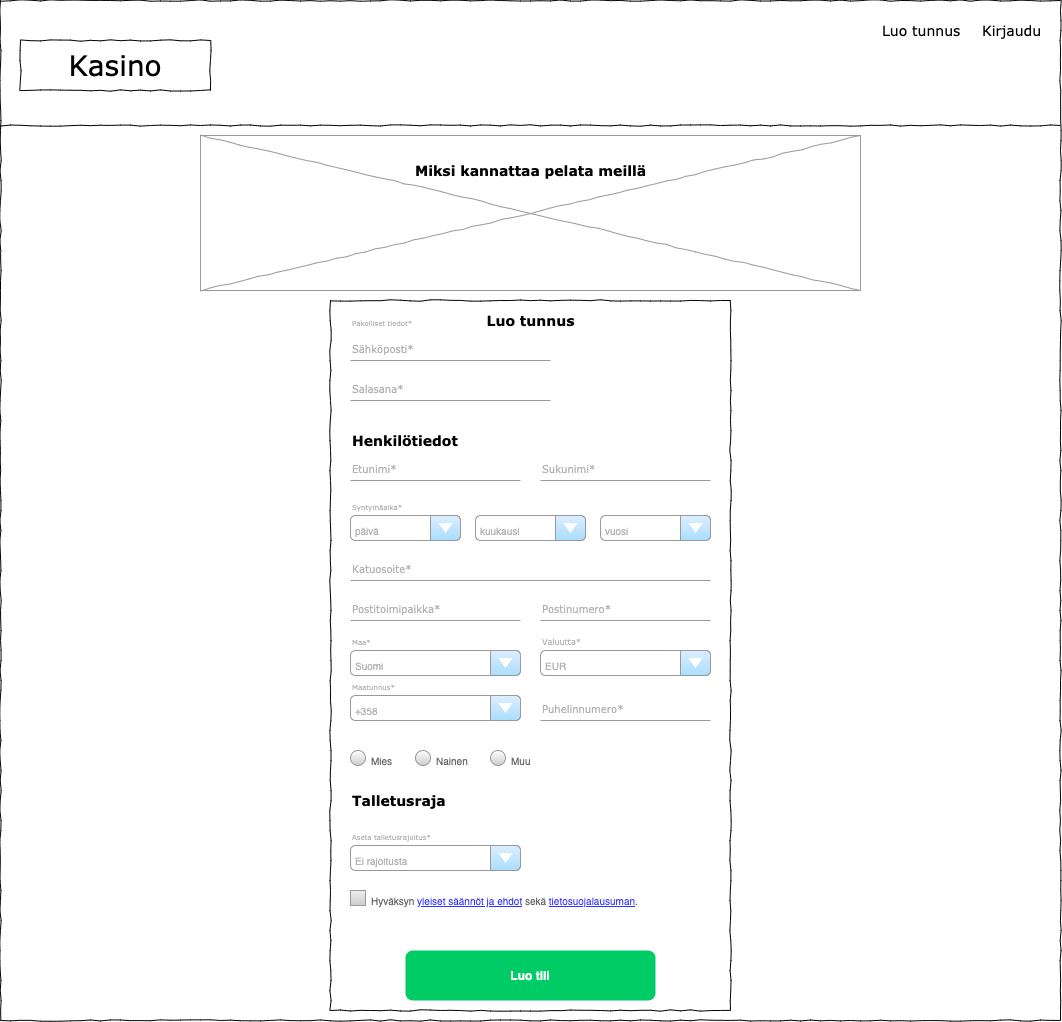 Luo tunnus Kirjaudu
Kasino
Miksi kannattaa pelata meillä
Luo tunnus
Pakolliset tiedot*
Sähköposti*
Salasana*
Henkilötiedot
Etunimi* Sukunimi*
Syntymäaika*
päivä kuukausi vuosi
Katuosoite*
Postitoimipaikka* Postinumero*
Maa* Valuutta*
Suomi EUR
Maatunnus*
+358 Puhelinnumero*
Mies Nainen Muu
Talletusraja
Aseta talletusrajoitus*
Ei rajoitusta
Hyväksyn yleiset säännöt ja ehdot sekä tietosuojalausuman.
Luo tili